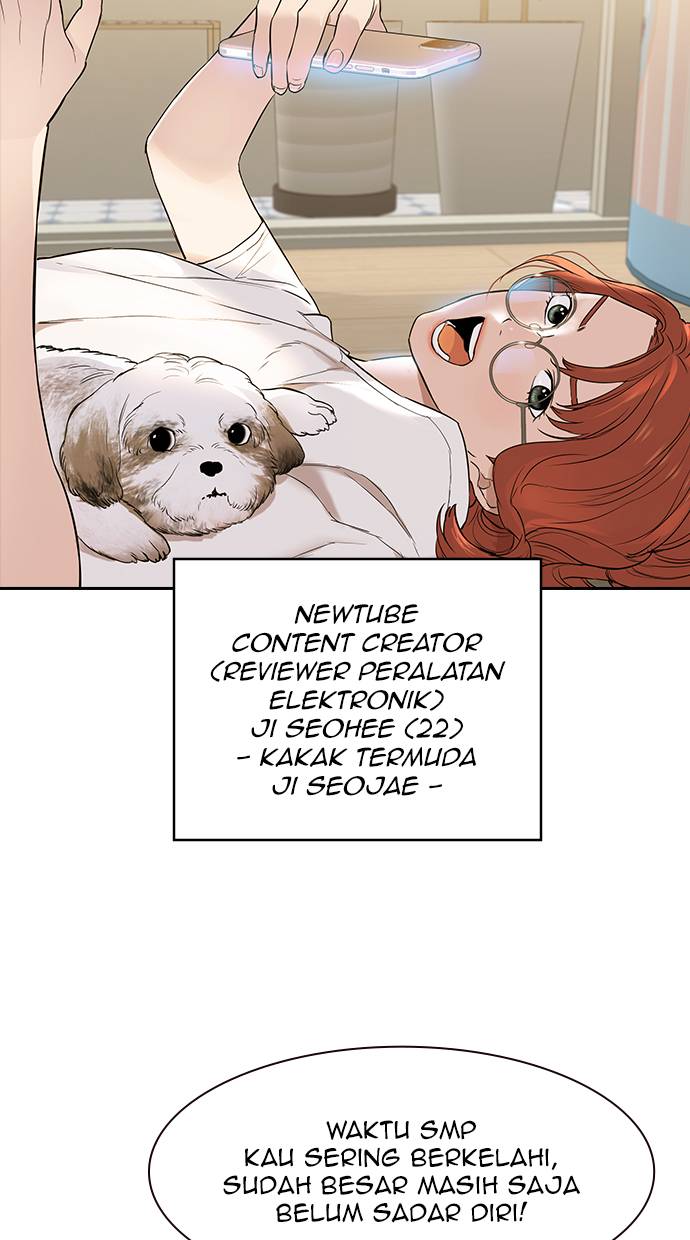 NEWTUBE
CONTENT CREATOR
(REVIEWER PERALATAN
ELEKTRONIK)
JI SEOHEE (22)
- KAKAK TERMUDA
JI SEOJAE -
WAKTU SMP
KAU SERING BERKELAHI,
SUDAH BESAR MASIH SAJA
BELUM SADAR DIRI!